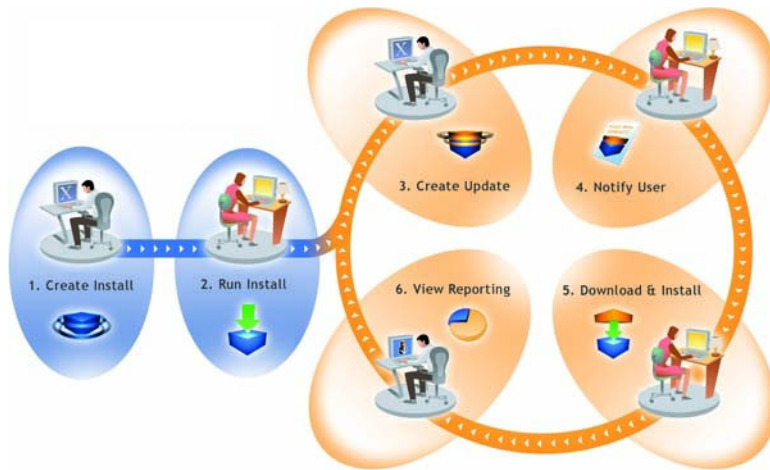 1. Create Install
2. Run Install
3. Create Update
4. Notify User
5. Download & Install
6. View Reporting